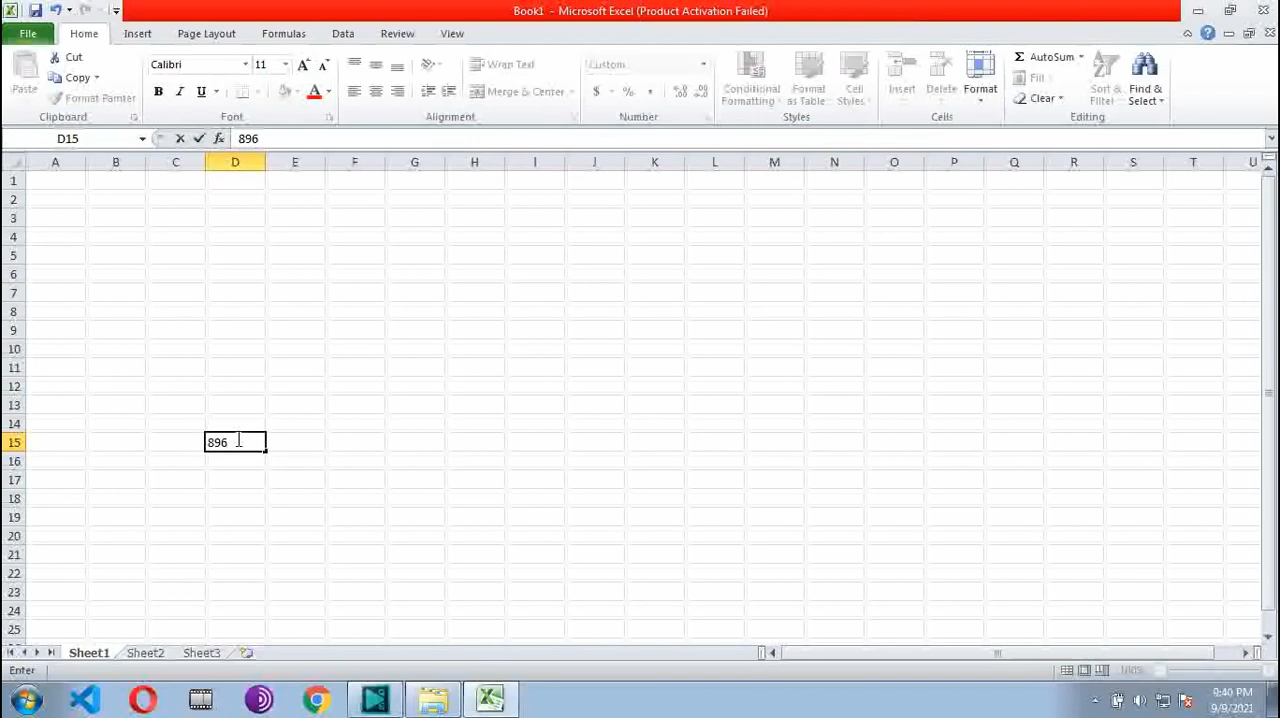 Book1 - Microsoft Excel (Product Activation Failed)
File Home Insert Page Layout Formulas Data Review View
Paste
Cut
Copy
Format Painter
Clipboard
Calibri 11
B I U
Font
Wrap Text
Merge & Center
Alignment
Custom
$ % ,
Number
Conditional Formatting
Format as Table
Cell Styles
Styles
Insert Delete Format
Cells
Σ AutoSum
Fill
Clear
Sort & Filter
Find & Select
Editing
D15 fx 896
A B C D E F G H I J K L M N O P Q R S T U
1
2
3
4
5
6
7
8
9
10
11
12
13
14
15 896
16
17
18
19
20
21
22
23
24
25
Sheet1 Sheet2 Sheet3
Enter
9:40 PM
9/9/2021